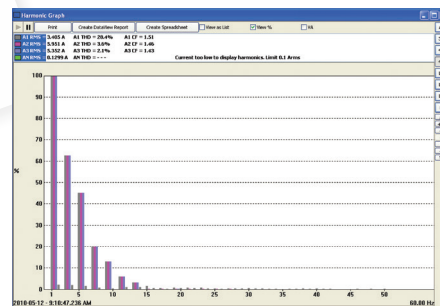 Harmonic Graph
Print Create DataView Report Create Spreadsheet View as List View %
A1 RMS = 3.405 A A1 THD = 28.4% A1 CF = 1.51
A2 RMS = 5.951 A A2 THD = 3.8% A2 CF = 1.46
A3 RMS = 5.352 A A3 THD = 2.1% A3 CF = 1.43
AN RMS = 0.1299 A AN THD = --- Current too low to display harmonics. Limit 0.1 Arms
100
90
80
70
60
50
%
40
30
20
10
0
1 5 10 15 20 25 30 35 40 45 50
2010-05-12 - 9:18:47.236 AM 60.00 Hz